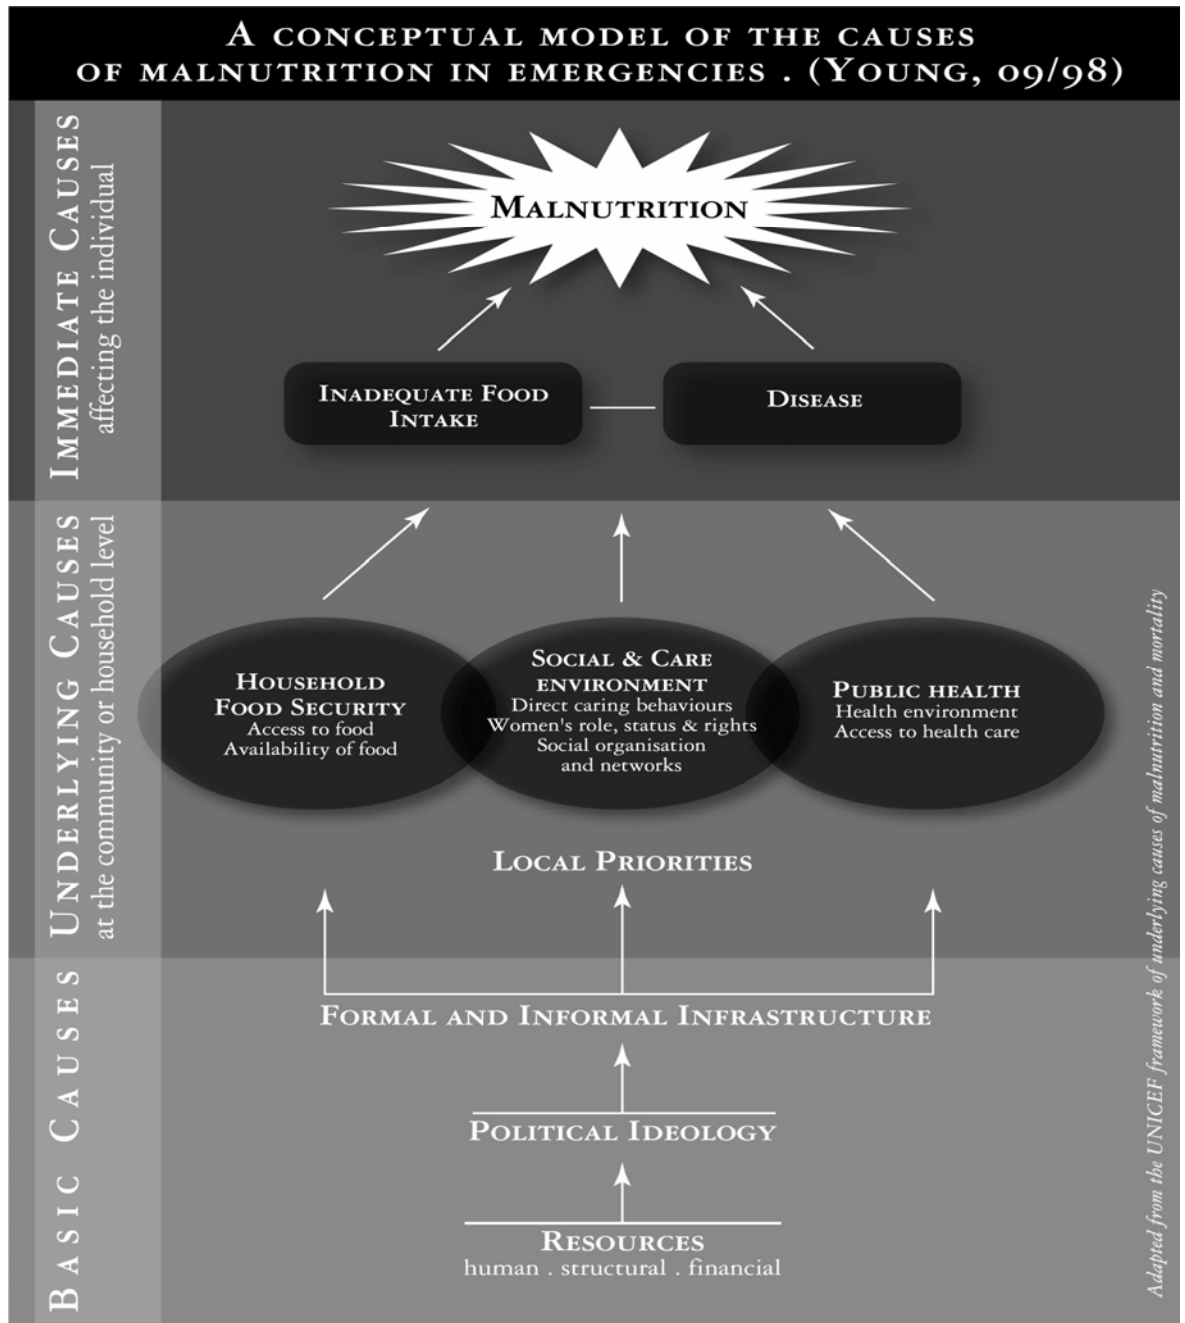 A CONCEPTUAL MODEL OF THE CAUSES
OF MALNUTRITION IN EMERGENCIES . (YOUNG, 09/98)
IMMEDIATE CAUSES
affecting the individual
MALNUTRITION
INADEQUATE FOOD
INTAKE
DISEASE
UNDERLYING CAUSES
at the community or household level
HOUSEHOLD
FOOD SECURITY
Access to food
Availability of food
SOCIAL & CARE
ENVIRONMENT
Direct caring behaviours
Women's role, status & rights
Social organisation
and networks
PUBLIC HEALTH
Health environment
Access to health care
LOCAL PRIORITIES
BASIC CAUSES
FORMAL AND INFORMAL INFRASTRUCTURE
POLITICAL IDEOLOGY
RESOURCES
human . structural . financial
Adapted from the UNICEF framework of underlying causes of malnutrition and mortality